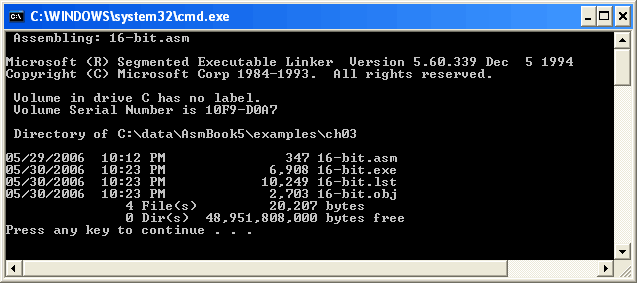 C:\WINDOWS\system32\cmd.exe
Assembling: 16-bit.asm
Microsoft (R) Segmented Executable Linker  Version 5.60.339 Dec  5 1994
Copyright (C) Microsoft Corp 1984-1993.  All rights reserved.
Volume in drive C has no label.
Volume Serial Number is 10F9-D0A7
Directory of C:\data\AsmBook5\examples\ch03
05/29/2006  10:12 PM               347 16-bit.asm
05/30/2006  10:23 PM             6,908 16-bit.exe
05/30/2006  10:23 PM            10,249 16-bit.lst
05/30/2006  10:23 PM             2,703 16-bit.obj
4 File(s)         20,207 bytes
0 Dir(s)  48,951,808,000 bytes free
Press any key to continue . . .